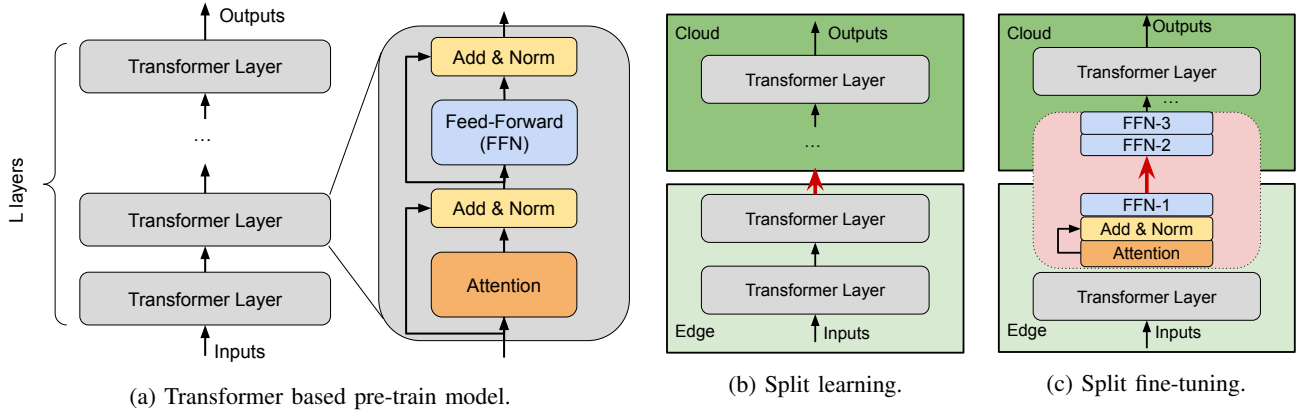 Outputs
Transformer Layer
...
L layers
Transformer Layer
Transformer Layer
Inputs
Add & Norm
Feed-Forward
(FFN)
Add & Norm
Attention
(a) Transformer based pre-train model.
Cloud
Outputs
Transformer Layer
...
Transformer Layer
Transformer Layer
Edge
Inputs
(b) Split learning.
Cloud
Outputs
Transformer Layer
...
FFN-3
FFN-2
FFN-1
Add & Norm
Attention
Transformer Layer
Edge
Inputs
(c) Split fine-tuning.